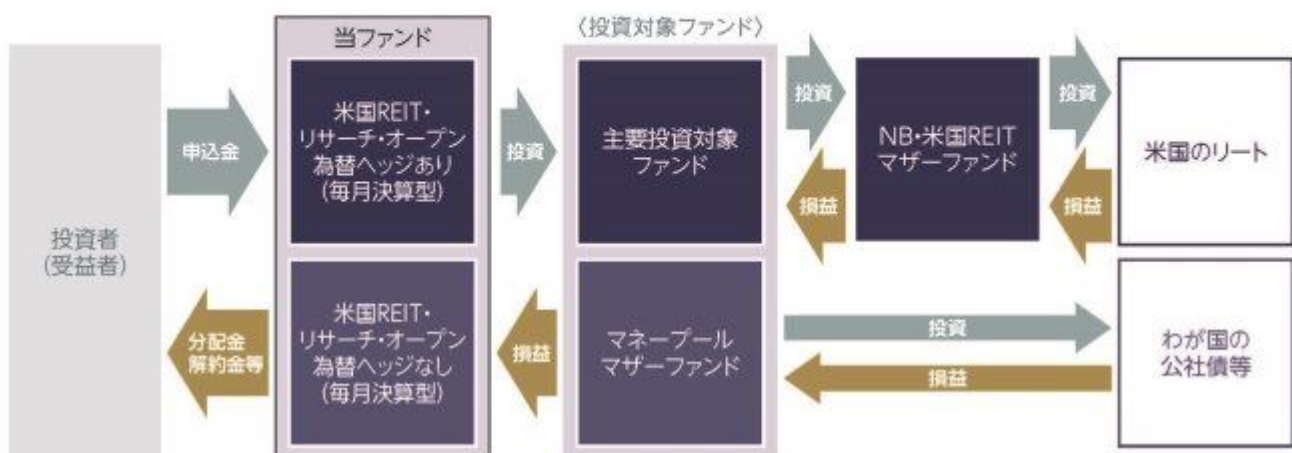 投資者
(受益者)
申込金
分配金
解約金等
当ファンド
米国REIT・
リサーチ・オープン
為替ヘッジあり
(毎月決算型)
米国REIT・
リサーチ・オープン
為替ヘッジなし
(毎月決算型)
投資
損益
〈投資対象ファンド〉
主要投資対象
ファンド
マネープール
マザーファンド
投資
損益
NB・米国REIT
マザーファンド
投資
損益
米国のリート
投資
損益
わが国の
公社債等